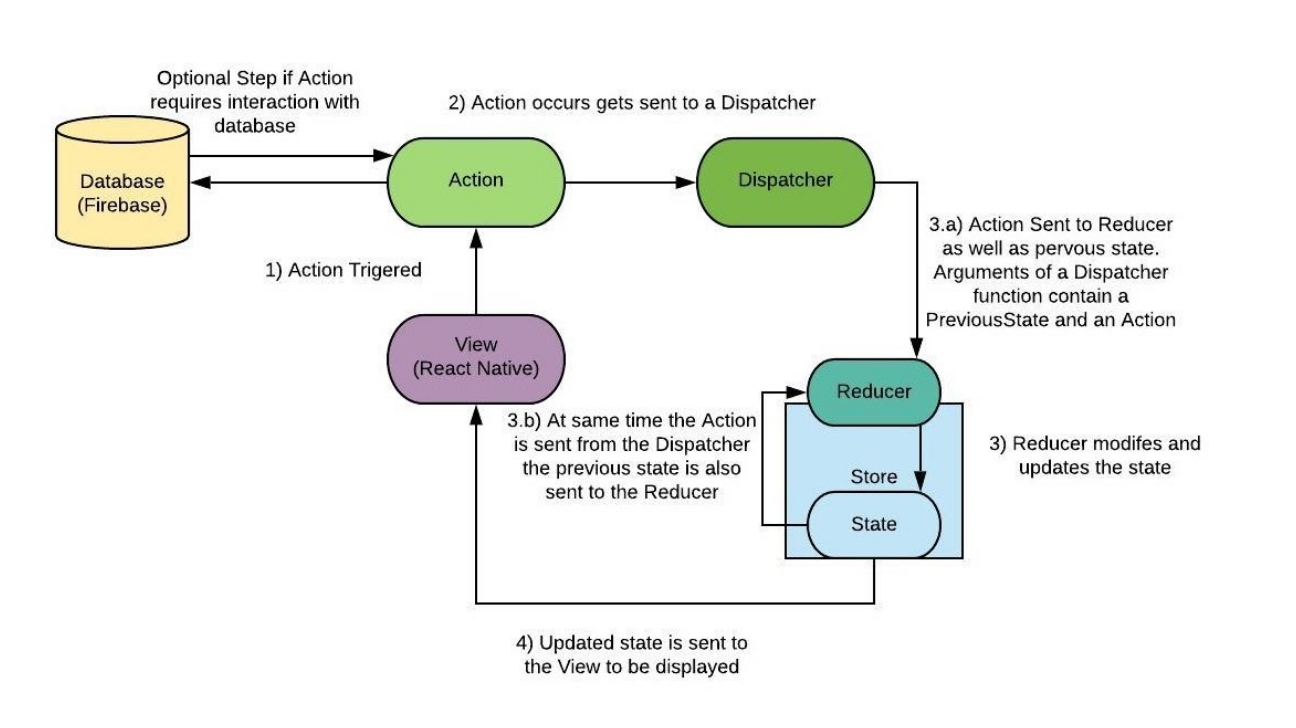 Optional Step if Action
requires interaction with
database
2) Action occurs gets sent to a Dispatcher
Database
(Firebase)
Action
Dispatcher
3.a) Action Sent to Reducer
as well as pervous state.
Arguments of a Dispatcher
function contain a
PreviousState and an Action
1) Action Trigered
View
(React Native)
Reducer
3.b) At same time the Action
is sent from the Dispatcher
the previous state is also
sent to the Reducer
3) Reducer modifes and
updates the state
Store
State
4) Updated state is sent to
the View to be displayed